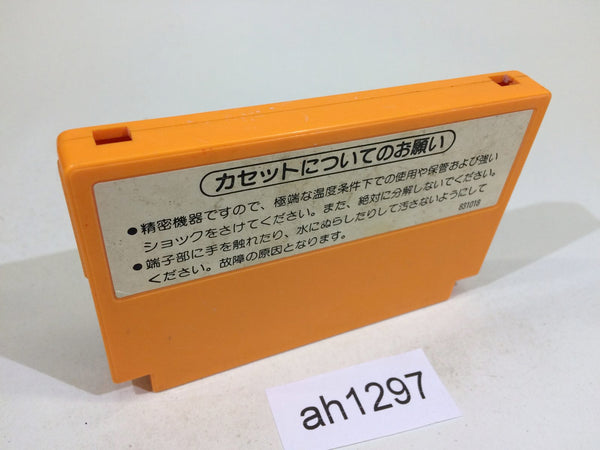 カセットについてのお願い
●精密機器ですので、極端な温度条件下での使用や保管および強い
ショックをさけてください。また、絶対に分解しないでください。
●端子部に手を触れたり、水にぬらしたりして汚さないようにして
ください。故障の原因となります。
831018
ah1297